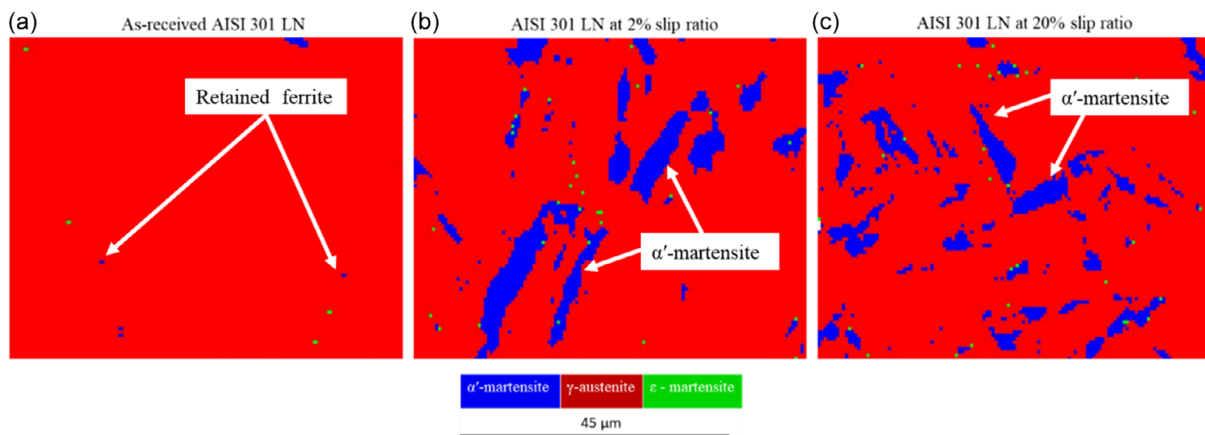 (a) As-received AISI 301 LN
(b) AISI 301 LN at 2% slip ratio
(c) AISI 301 LN at 20% slip ratio
Retained ferrite
α′-martensite
α′-martensite
α′-martensite γ-austenite ε - martensite
45 μm